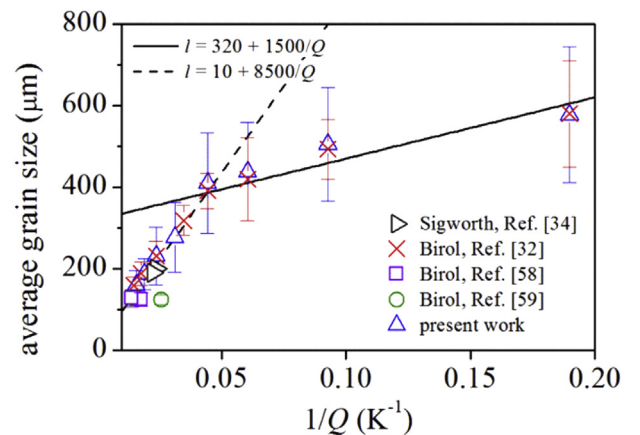 800
600
400
200
0
average grain size (μm)
l = 320 + 1500/Q
l = 10 + 8500/Q
Sigworth, Ref. [34]
Birol, Ref. [32]
Birol, Ref. [58]
Birol, Ref. [59]
present work
0.05 0.10 0.15 0.20
1/Q (K⁻¹)